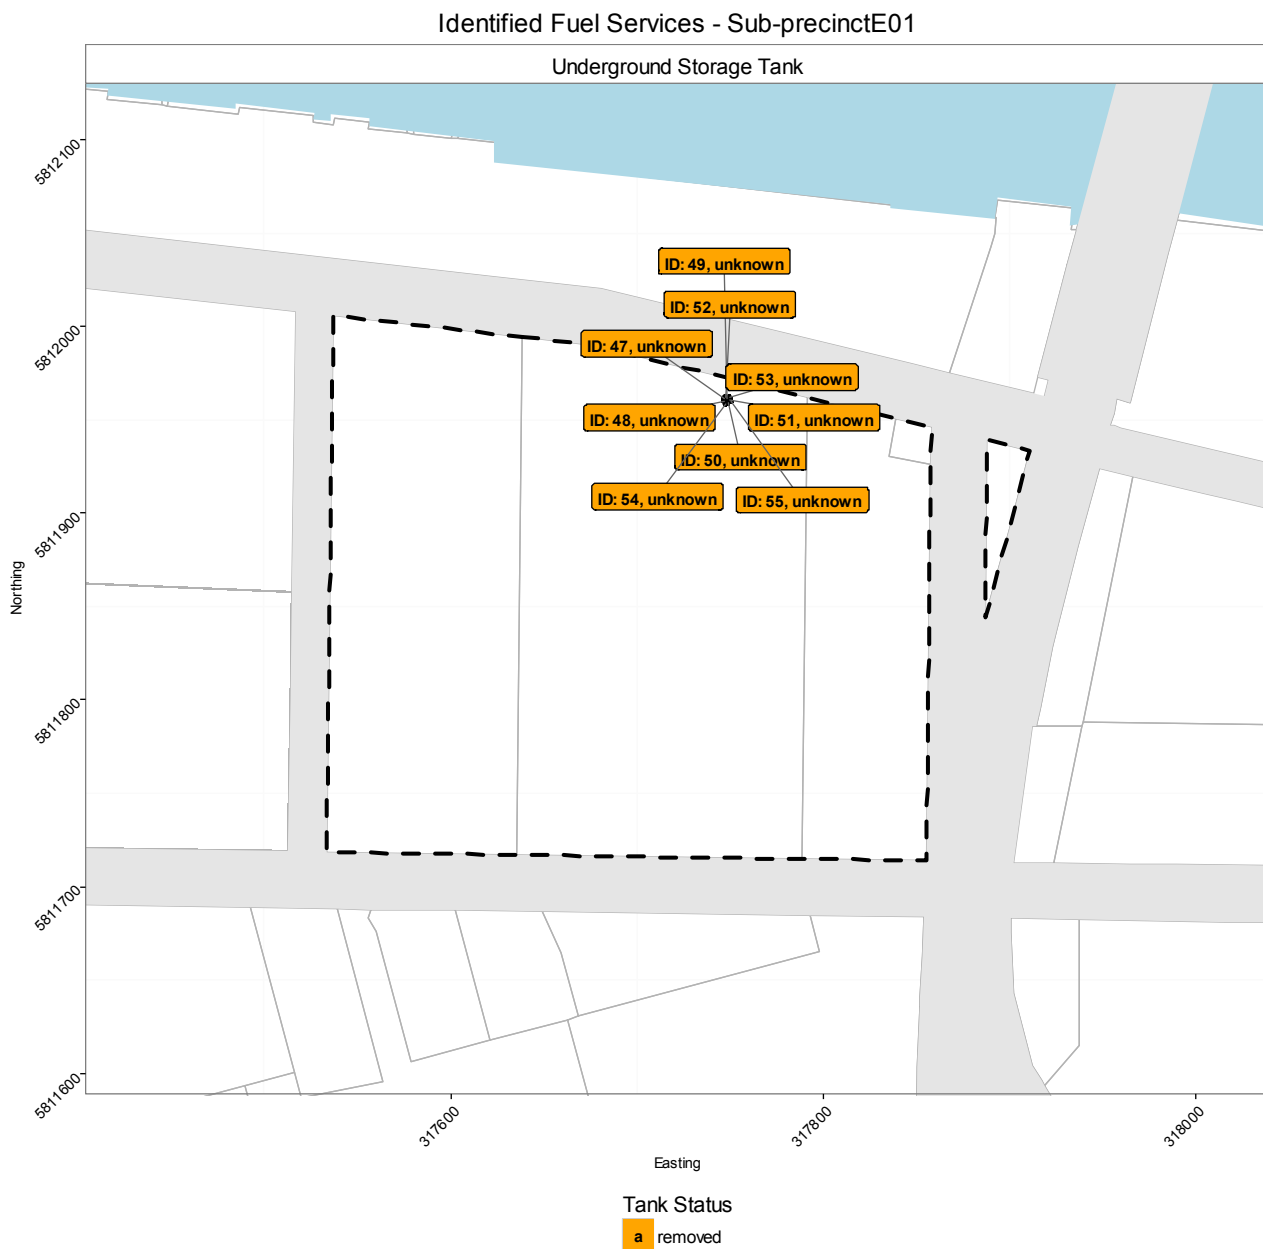 Identified Fuel Services - Sub-precinctE01
Underground Storage Tank
5812100
5812000
5811900
5811800
5811700
5811600
Northing
ID: 49, unknown
ID: 52, unknown
ID: 47, unknown
ID: 53, unknown
ID: 48, unknown
ID: 51, unknown
ID: 50, unknown
ID: 54, unknown
ID: 55, unknown
317600
317800
318000
Easting
Tank Status
a removed